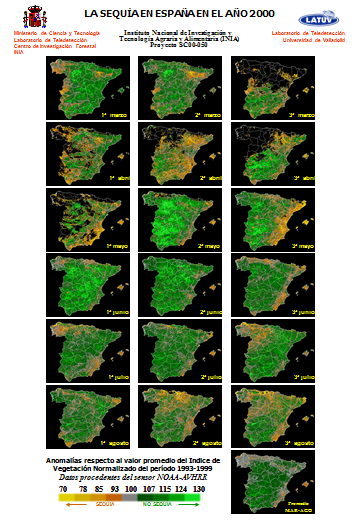 LA SEQUÍA EN ESPAÑA EN EL AÑO 2000
LATUV
Ministerio de Ciencia y Tecnología
Laboratorio de Teledetección
Centro de Investigación Forestal
INIA
Instituto Nacional de Investigación y
Tecnología Agraria y Alimentaria (INIA)
Proyecto SC00-050
Laboratorio de Teledetección
Universidad de Valladolid
1ª marzo
2ª marzo
3ª marzo
1ª abril
2ª abril
3ª abril
1ª mayo
2ª mayo
3ª mayo
1ª junio
2ª junio
3ª junio
1ª julio
2ª julio
3ª julio
1ª agosto
2ª agosto
3ª agosto
Anomalías respecto al valor promedio del Indice de
Vegetación Normalizado del período 1993-1999
Datos procedentes del sensor NOAA-AVHRR
70 78 85 93 100 107 115 124 130
SEQUIA NO SEQUIA
Promedio
MAR-AGO